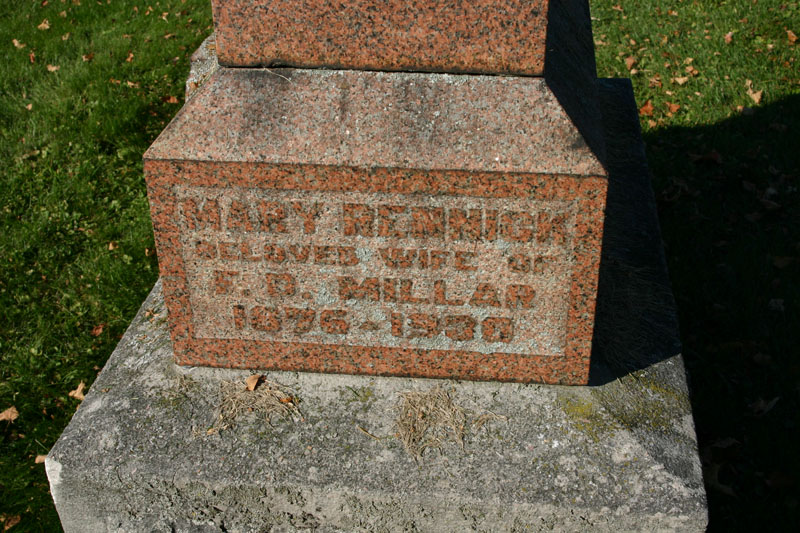 MARY RENNICK
BELOVED WIFE OF
F. D. MILLAR
1876 - 1930